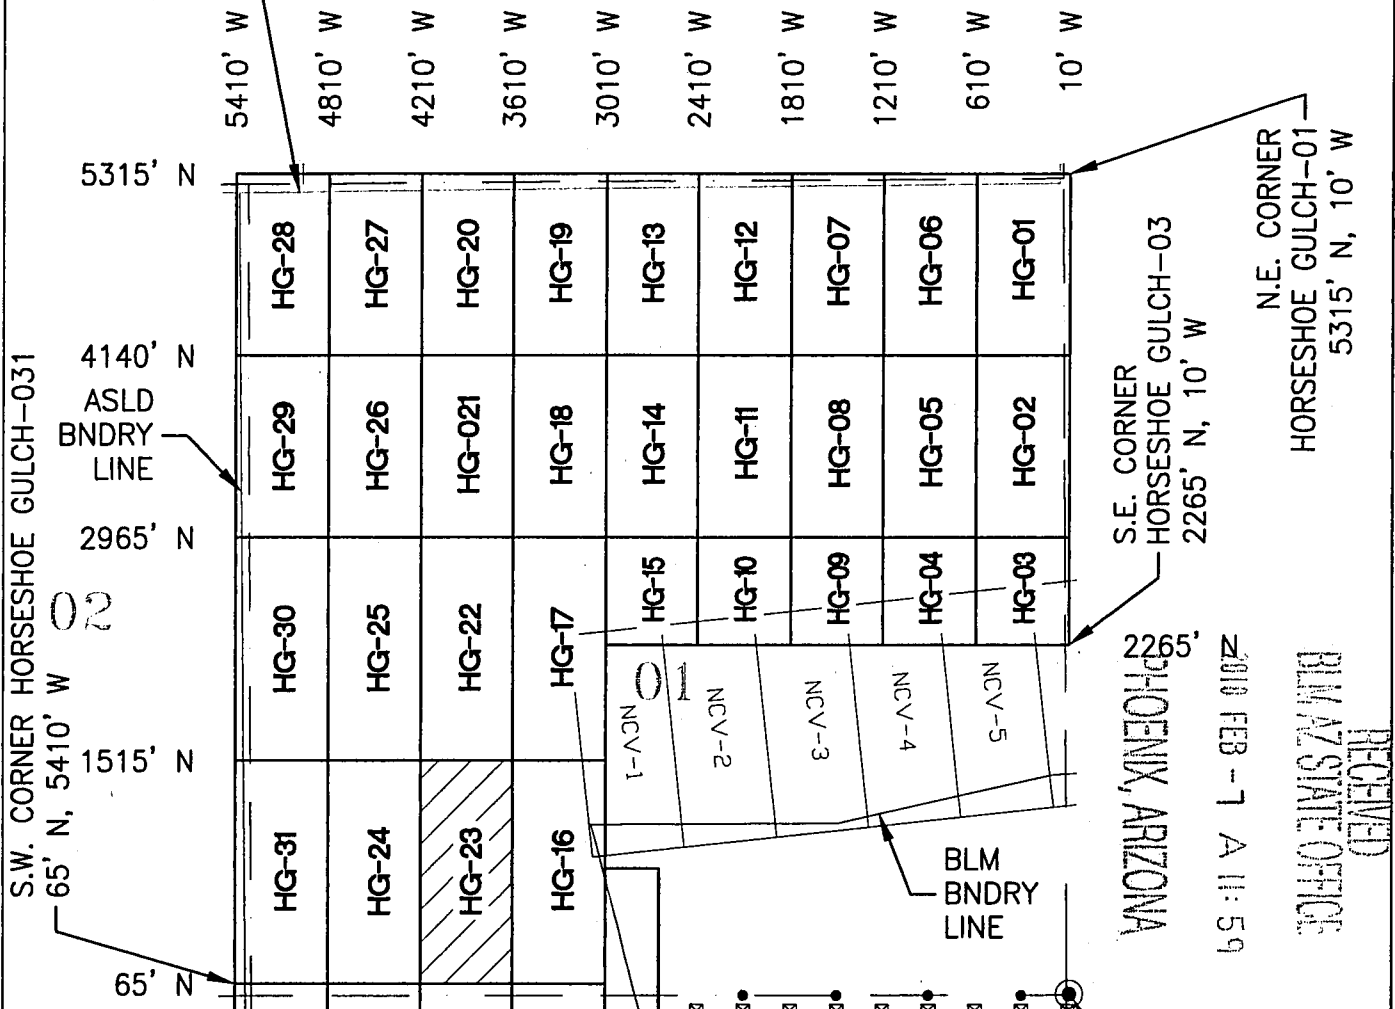 5410' W
4810' W
4210' W
3610' W
3010' W
2410' W
1810' W
1210' W
610' W
10' W
5315' N
4140' N
2965' N
1515' N
65' N
N.E. CORNER
HORSESHOE GULCH-01
5315' N, 10' W
HG-28
HG-27
HG-20
HG-19
HG-13
HG-12
HG-07
HG-06
HG-01
HG-29
HG-26
HG-021
HG-18
HG-14
HG-11
HG-08
HG-05
HG-02
HG-30
HG-25
HG-22
HG-17
HG-15
HG-10
HG-09
HG-04
HG-03
HG-31
HG-24
HG-23
HG-16
ASLD
BNDRY
LINE
S.W. CORNER HORSESHOE GULCH-031
65' N, 5410' W
02
01
S.E. CORNER
HORSESHOE GULCH-03
2265' N, 10' W
2265' N
NCV-1
NCV-2
NCV-3
NCV-4
NCV-5
BLM
BNDRY
LINE
RECEIVED
BLM AZ STATE OFFICE
2010 FEB -1 A 11:59
PHOENIX, ARIZONA